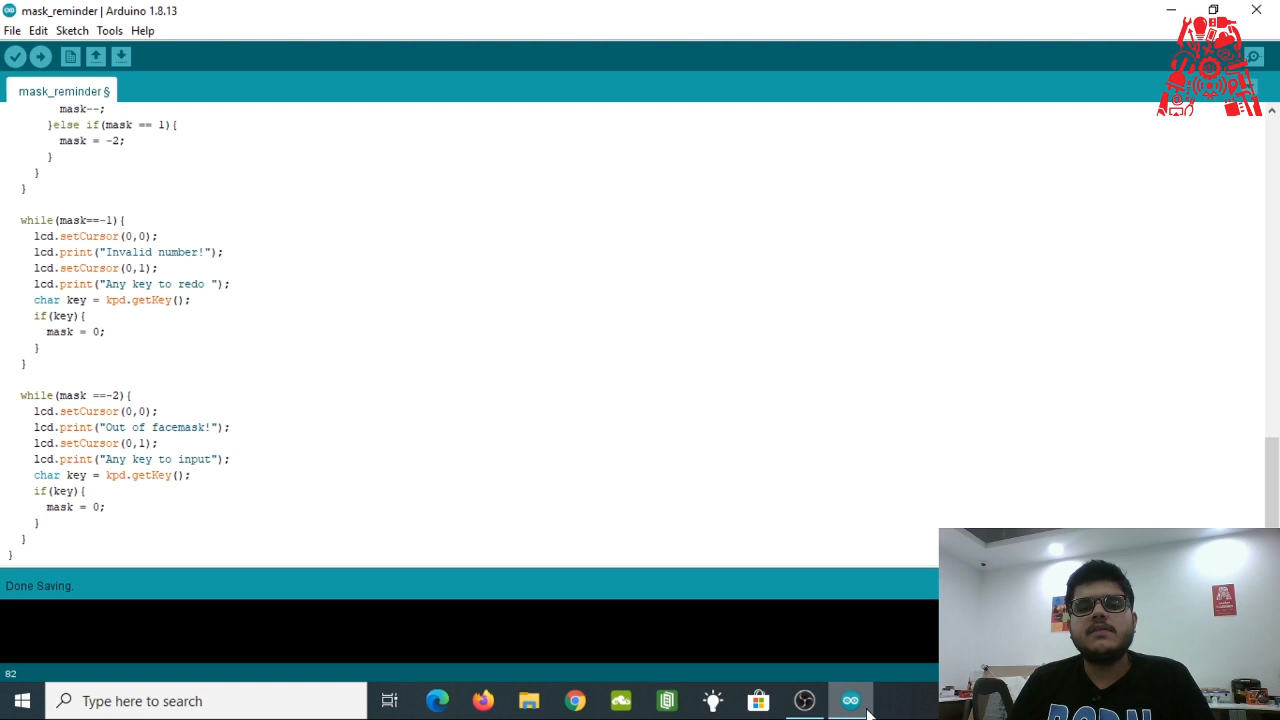 mask_reminder | Arduino 1.8.13
File Edit Sketch Tools Help
mask_reminder §
mask--;
}else if(mask == 1){
mask = -2;
}
}
}
while(mask==-1){
lcd.setCursor(0,0);
lcd.print("Invalid number!");
lcd.setCursor(0,1);
lcd.print("Any key to redo ");
char key = kpd.getKey();
if(key){
mask = 0;
}
}
while(mask ==-2){
lcd.setCursor(0,0);
lcd.print("Out of facemask!");
lcd.setCursor(0,1);
lcd.print("Any key to input");
char key = kpd.getKey();
if(key){
mask = 0;
}
}
}
Done Saving.
82
Type here to search
BORN